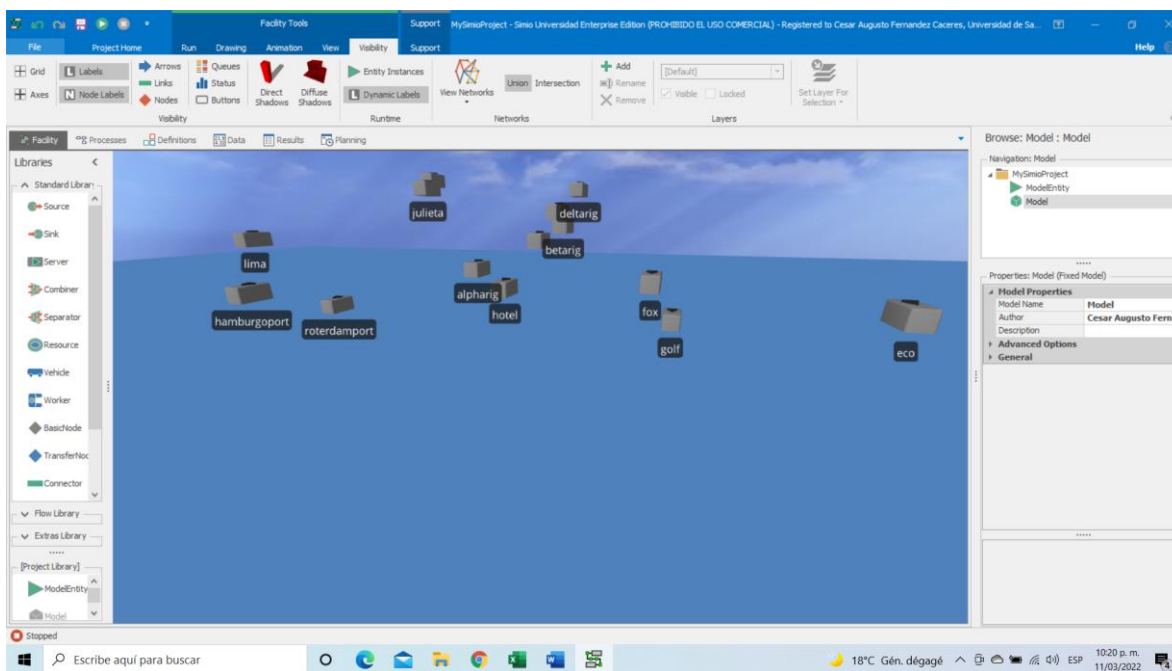 Facility Tools
Support
MySimioProject - Simio Universidad Enterprise Edition (PROHIBIDO EL USO COMERCIAL) - Registered to Cesar Augusto Fernandez Caceres, Universidad de Sa...
File
Project Home
Run
Drawing
Animation
View
Visibility
Support
Help
Grid
Labels
Arrows
Queues
Entity Instances
Add
[Default]
Links
Status
Union
Intersection
Rename
Axes
Node Labels
Nodes
Buttons
Direct Shadows
Diffuse Shadows
Dynamic Labels
View Networks
Remove
Visible
Locked
Set Layer For Selection
Visibility
Runtime
Networks
Layers
Facility
Processes
Definitions
Data
Results
Planning
Browse: Model : Model
Libraries
Standard Librar
Source
Sink
Server
Combiner
Separator
Resource
Vehicle
Worker
BasicNode
TransferNoc
Connector
Flow Library
Extras Library
[Project Library]
ModelEntity
Model
julieta
deltarig
betarig
lima
alpharig
hotel
hamburgoport
roterdamport
fox
golf
eco
Navigation: Model
MySimioProject
ModelEntity
Model
Properties: Model (Fixed Model)
Model Properties
Model Name Model
Author Cesar Augusto Fern
Description
Advanced Options
General
Stopped
Escribe aquí para buscar
18°C Gén. dégagé
ESP
10:20 p. m.
11/03/2022